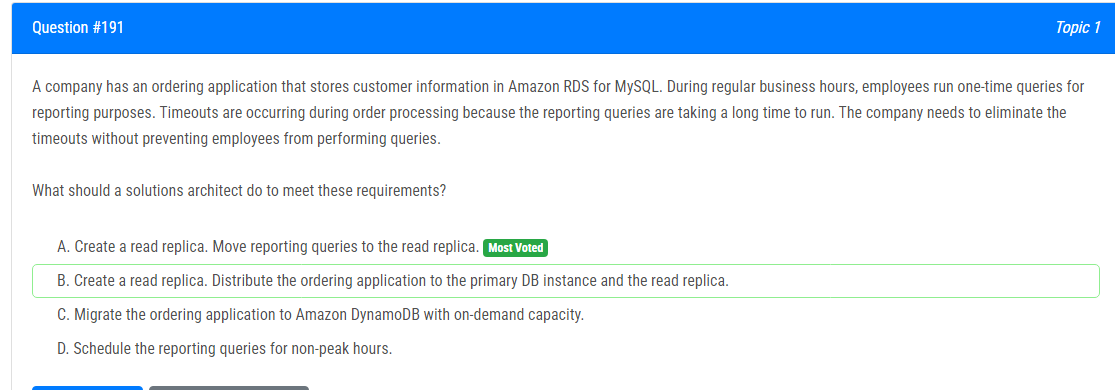 Question #191
Topic 1
A company has an ordering application that stores customer information in Amazon RDS for MySQL. During regular business hours, employees run one-time queries for
reporting purposes. Timeouts are occurring during order processing because the reporting queries are taking a long time to run. The company needs to eliminate the
timeouts without preventing employees from performing queries.
What should a solutions architect do to meet these requirements?
A. Create a read replica. Move reporting queries to the read replica. Most Voted
B. Create a read replica. Distribute the ordering application to the primary DB instance and the read replica.
C. Migrate the ordering application to Amazon DynamoDB with on-demand capacity.
D. Schedule the reporting queries for non-peak hours.